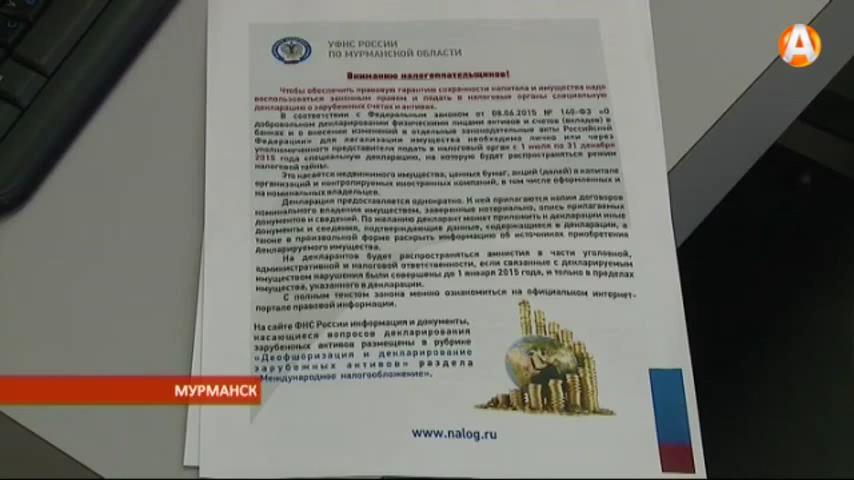 А
УФНС РОССИИ
ПО МУРМАНСКОЙ ОБЛАСТИ
Вниманию налогоплательщиков!
Чтобы обеспечить правовую гарантию сохранности капитала и имущества надо
воспользоваться законным правом и подать в налоговые органы специальную
декларацию о зарубежных счетах и активах.
В соответствии с Федеральным законом от 08.06.2015 № 140-ФЗ «О
добровольном декларировании физическими лицами активов и счетов (вкладов) в
банках и о внесении изменений в отдельные законодательные акты Российской
Федерации» для легализации имущества необходимо лично или через
уполномоченного представителя подать в налоговый орган с 1 июля по 31 декабря
2015 года специальную декларацию, на которую будет распространяться режим
налоговой тайны.
Это касается недвижимого имущества, ценных бумаг, акций (долей) в капитале
организаций и контролируемых иностранных компаний, в том числе оформленных и
на номинальных владельцев.
Декларация предоставляется однократно. К ней прилагаются копии договоров
номинального владения имуществом, заверенные нотариально, опись прилагаемых
документов и сведений. По желанию декларант может приложить к декларации иные
документы и сведения, подтверждающие данные, содержащиеся в декларации, а
также в произвольной форме раскрыть информацию об источниках приобретения
декларируемого имущества.
На декларантов будет распространяться амнистия в части уголовной,
административной и налоговой ответственности, если связанные с декларируемым
имуществом нарушения были совершены до 1 января 2015 года, и только в пределах
имущества, указанного в декларации.
С полным текстом закона можно ознакомиться на официальном интернет-
портале правовой информации.
На сайте ФНС России информация и документы,
касающиеся вопросов декларирования
зарубежных активов размещены в рубрике
«Деофшоризация и декларирование
зарубежных активов» раздела
«Международное налогообложение».
МУРМАНСК
www.nalog.ru